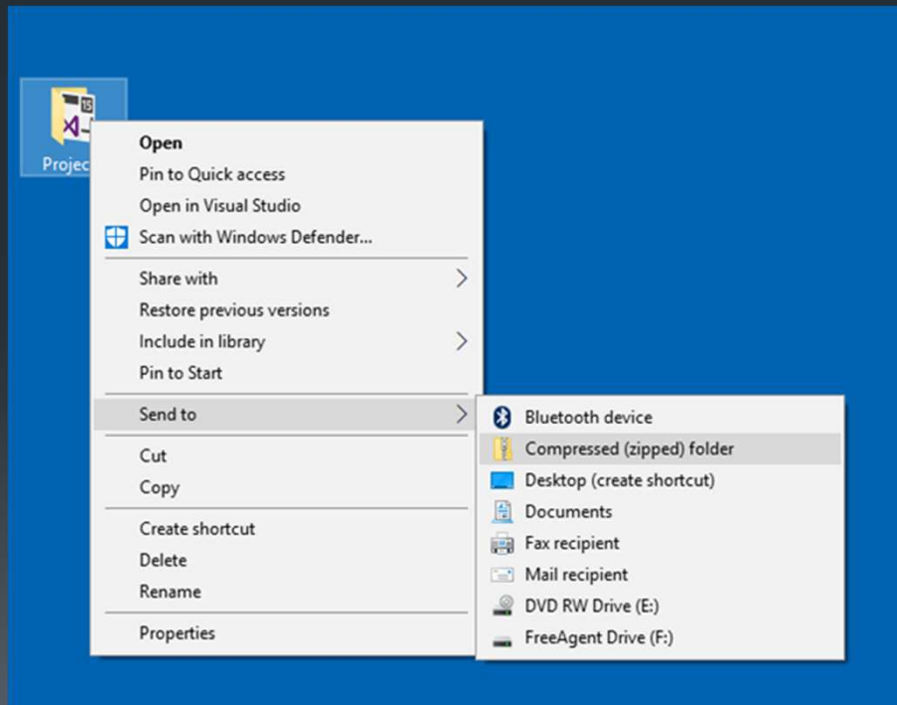 15
Projec
Open
Pin to Quick access
Open in Visual Studio
Scan with Windows Defender...
Share with
Restore previous versions
Include in library
Pin to Start
Send to
Cut
Copy
Create shortcut
Delete
Rename
Properties
Bluetooth device
Compressed (zipped) folder
Desktop (create shortcut)
Documents
Fax recipient
Mail recipient
DVD RW Drive (E:)
FreeAgent Drive (F:)